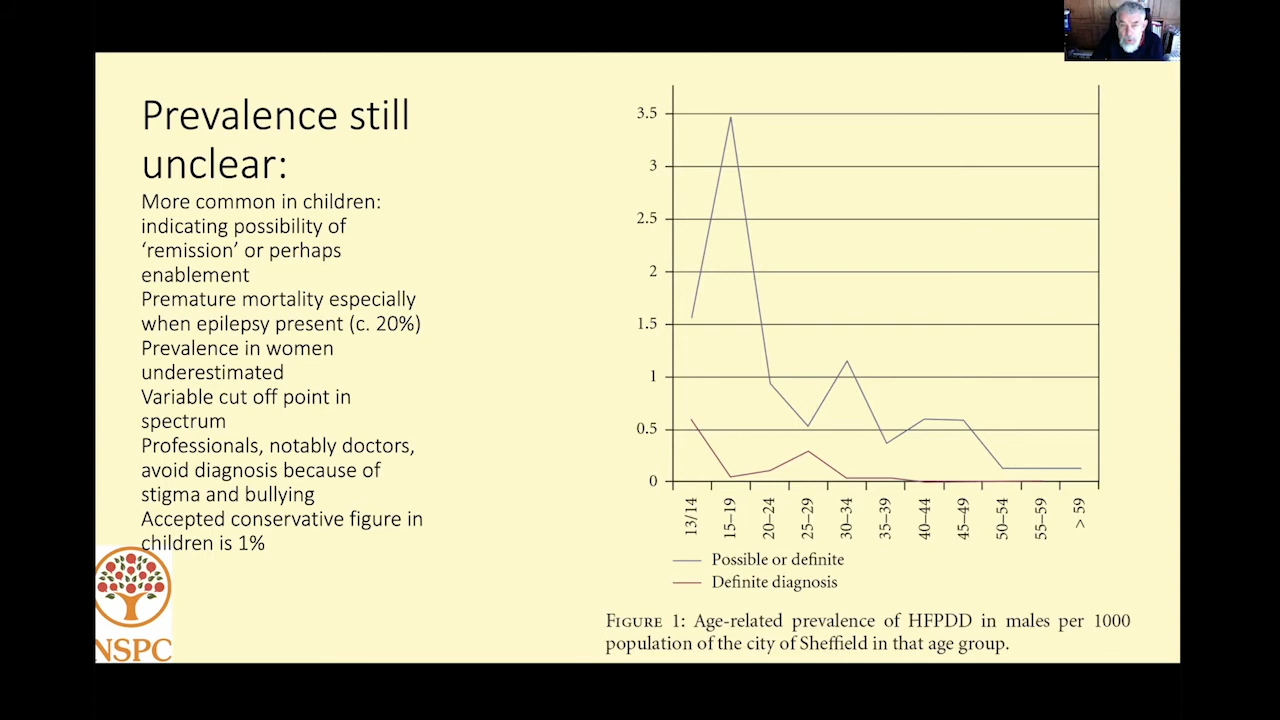 Prevalence still
unclear:
More common in children:
indicating possibility of
‘remission’ or perhaps
enablement
Premature mortality especially
when epilepsy present (c. 20%)
Prevalence in women
underestimated
Variable cut off point in
spectrum
Professionals, notably doctors,
avoid diagnosis because of
stigma and bullying
Accepted conservative figure in
children is 1%
NSPC
3.5
3
2.5
2
1.5
1
0.5
0
13/14
15–19
20–24
25–29
30–34
35–39
40–44
45–49
50–54
55–59
> 59
Possible or definite
Definite diagnosis
FIGURE 1: Age-related prevalence of HFPDD in males per 1000
population of the city of Sheffield in that age group.